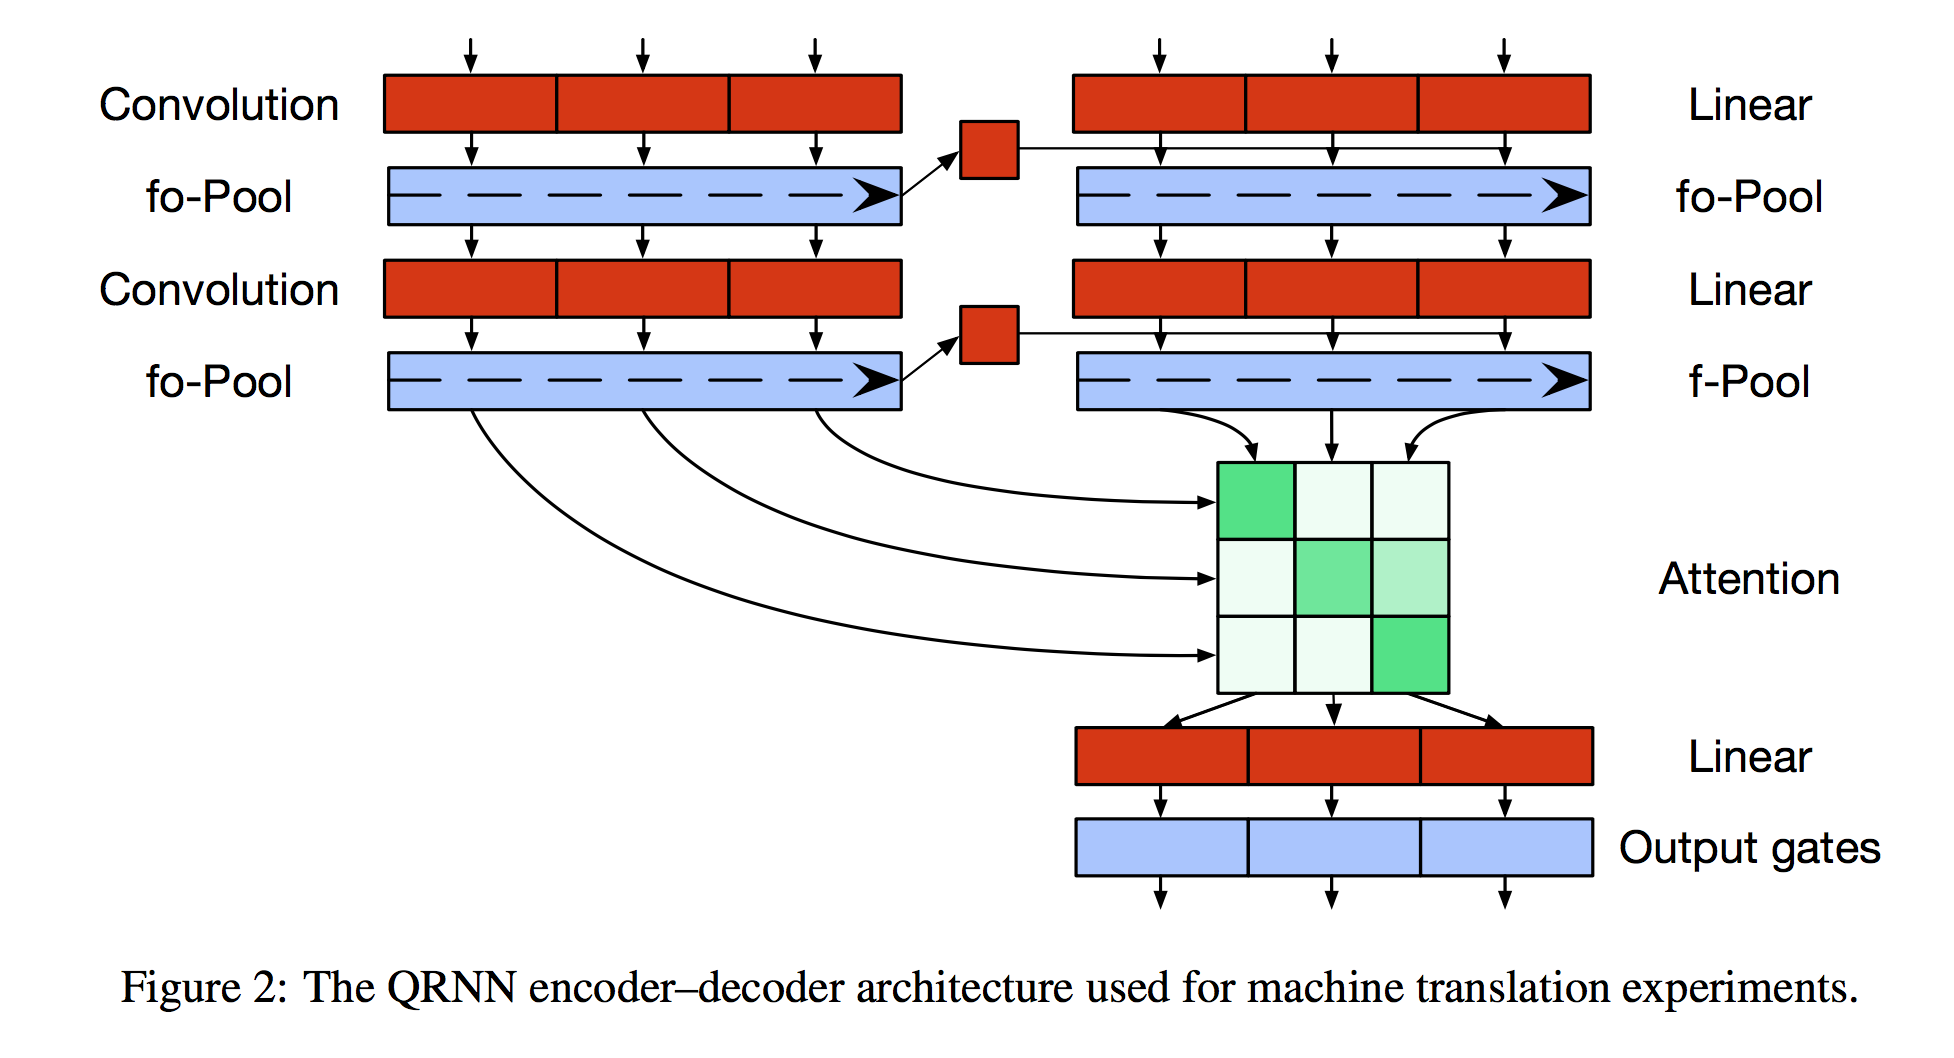 Convolution
Linear
fo-Pool
fo-Pool
Convolution
Linear
fo-Pool
f-Pool
Attention
Linear
Output gates
Figure 2: The QRNN encoder–decoder architecture used for machine translation experiments.